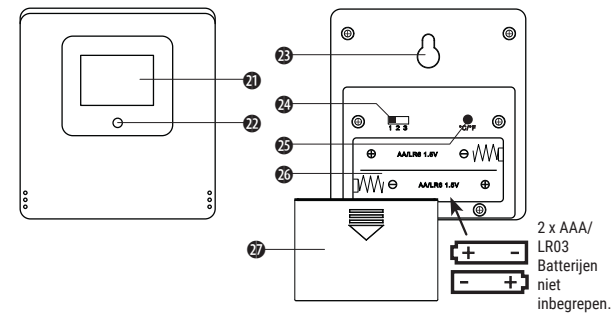 21
22
23
24
1 2 3
°C/°F
25
AA/LR6 1.5V
26
AA/LR6 1.5V
27
2 x AAA/
LR03
Batterijen
niet
inbegrepen.